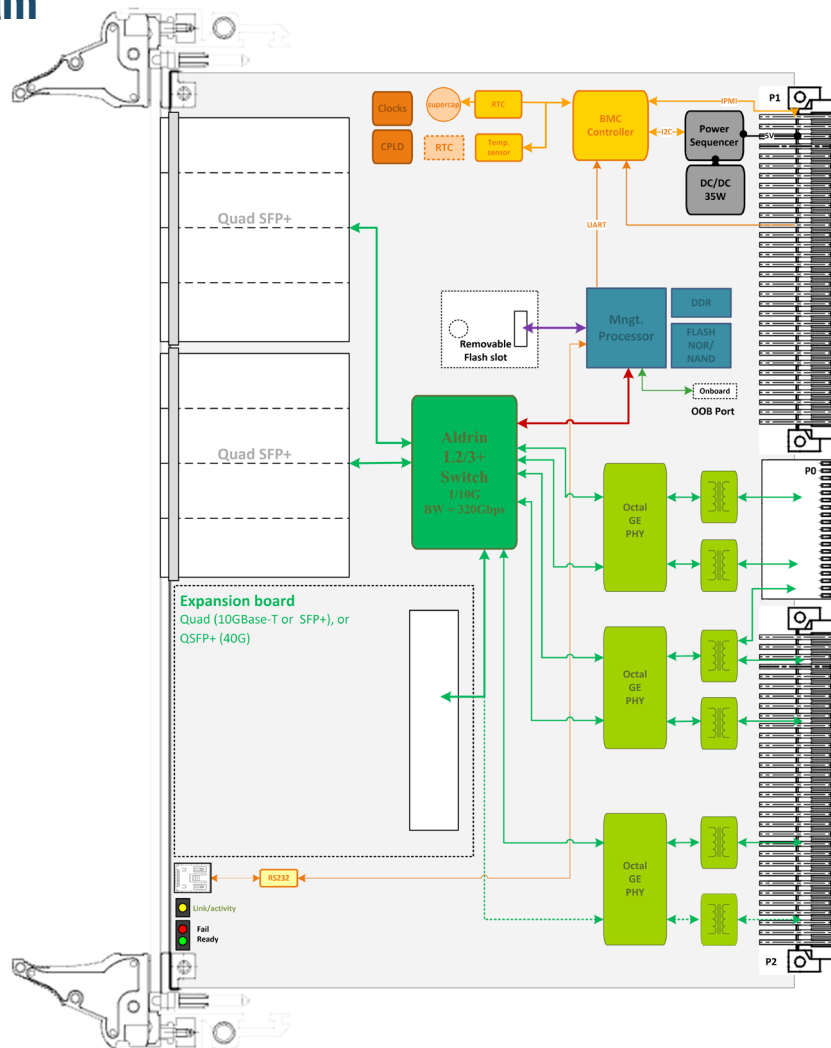 P1
Clocks
supercap
RTC
BMC
Controller
IPMI
I2C
Power
Sequencer
5V
CPLD
RTC
Temp.
sensor
DC/DC
35W
Quad SFP+
UART
Mngt.
Processor
DDR
FLASH
NOR/
NAND
Removable
Flash slot
Onboard
OOB Port
Quad SFP+
Aldrin
L2/3+
Switch
1/10G
BW = 320Gbps
P0
Octal
GE
PHY
Expansion board
Quad (10GBase-T or SFP+), or
QSFP+ (40G)
Octal
GE
PHY
Octal
GE
PHY
RS232
Link/activity
Fail
Ready
P2